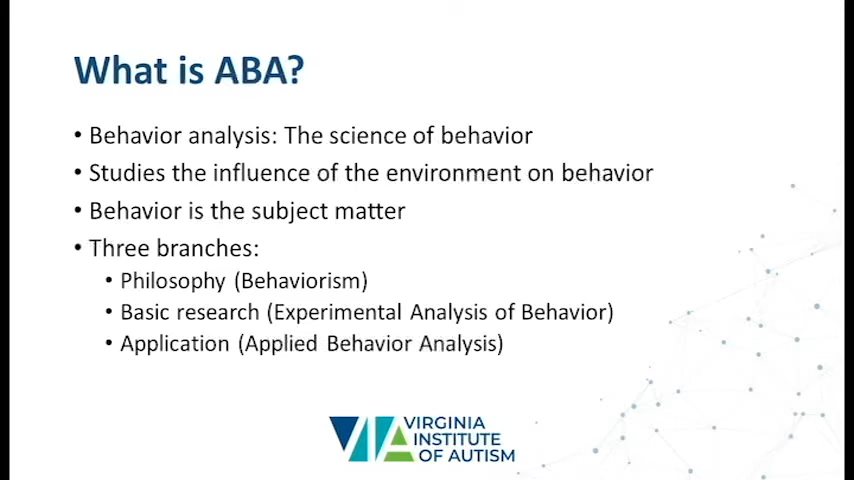 What is ABA?
• Behavior analysis: The science of behavior
• Studies the influence of the environment on behavior
• Behavior is the subject matter
• Three branches:
• Philosophy (Behaviorism)
• Basic research (Experimental Analysis of Behavior)
• Application (Applied Behavior Analysis)
VIA
VIRGINIA
INSTITUTE
OF AUTISM